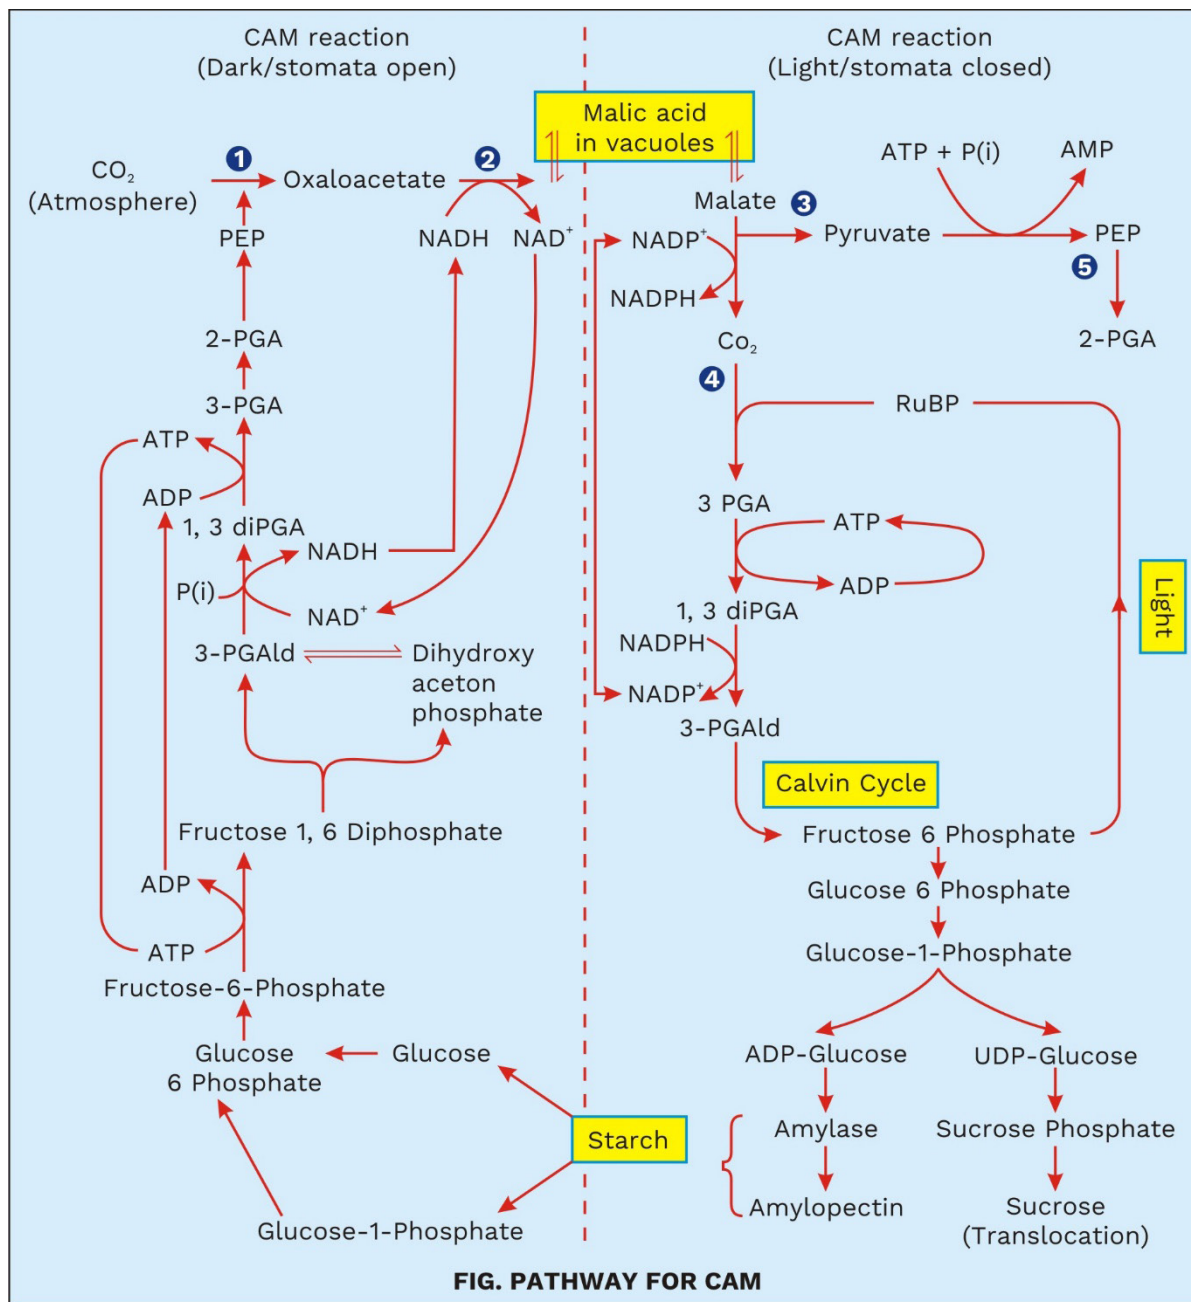 CAM reaction
(Dark/stomata open)
CAM reaction
(Light/stomata closed)
Malic acid
in vacuoles
1
2
CO₂
(Atmosphere)
Oxaloacetate
PEP
NADH
NAD⁺
2-PGA
3-PGA
ATP
ADP
1, 3 diPGA
NADH
P(i)
NAD⁺
3-PGAld
Dihydroxy
aceton
phosphate
Fructose 1, 6 Diphosphate
ADP
ATP
Fructose-6-Phosphate
Glucose
6 Phosphate
Glucose
Starch
Glucose-1-Phosphate
ATP + P(i)
AMP
Malate
3
Pyruvate
PEP
NADP⁺
5
NADPH
Co₂
2-PGA
4
RuBP
3 PGA
ATP
ADP
Light
1, 3 diPGA
NADPH
NADP⁺
3-PGAld
Calvin Cycle
Fructose 6 Phosphate
Glucose 6 Phosphate
Glucose-1-Phosphate
ADP-Glucose
UDP-Glucose
Amylase
Sucrose Phosphate
Amylopectin
Sucrose
(Translocation)
FIG. PATHWAY FOR CAM